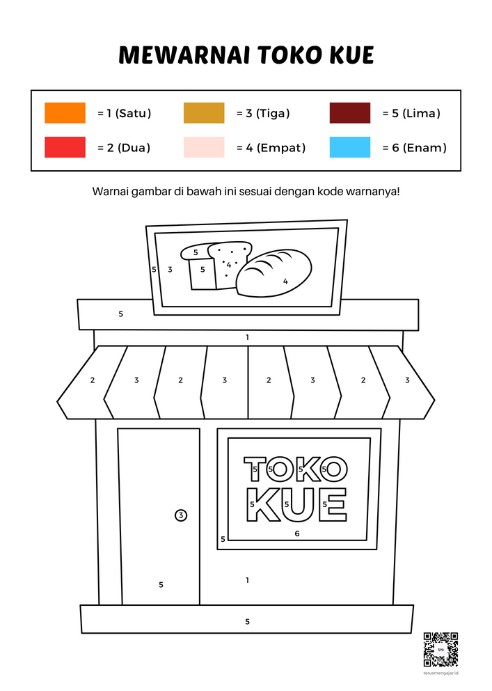 MEWARNAI TOKO KUE
= 1 (Satu) = 3 (Tiga) = 5 (Lima)
= 2 (Dua) = 4 (Empat) = 6 (Enam)
Warnai gambar di bawah ini sesuai dengan kode warnanya!
5
5 3 5 4
4
5
1
2 3 2 3 2 3 2 3
TOKO
5 5 5 5
KUE
5 5 5
3
6
5
5 1
5